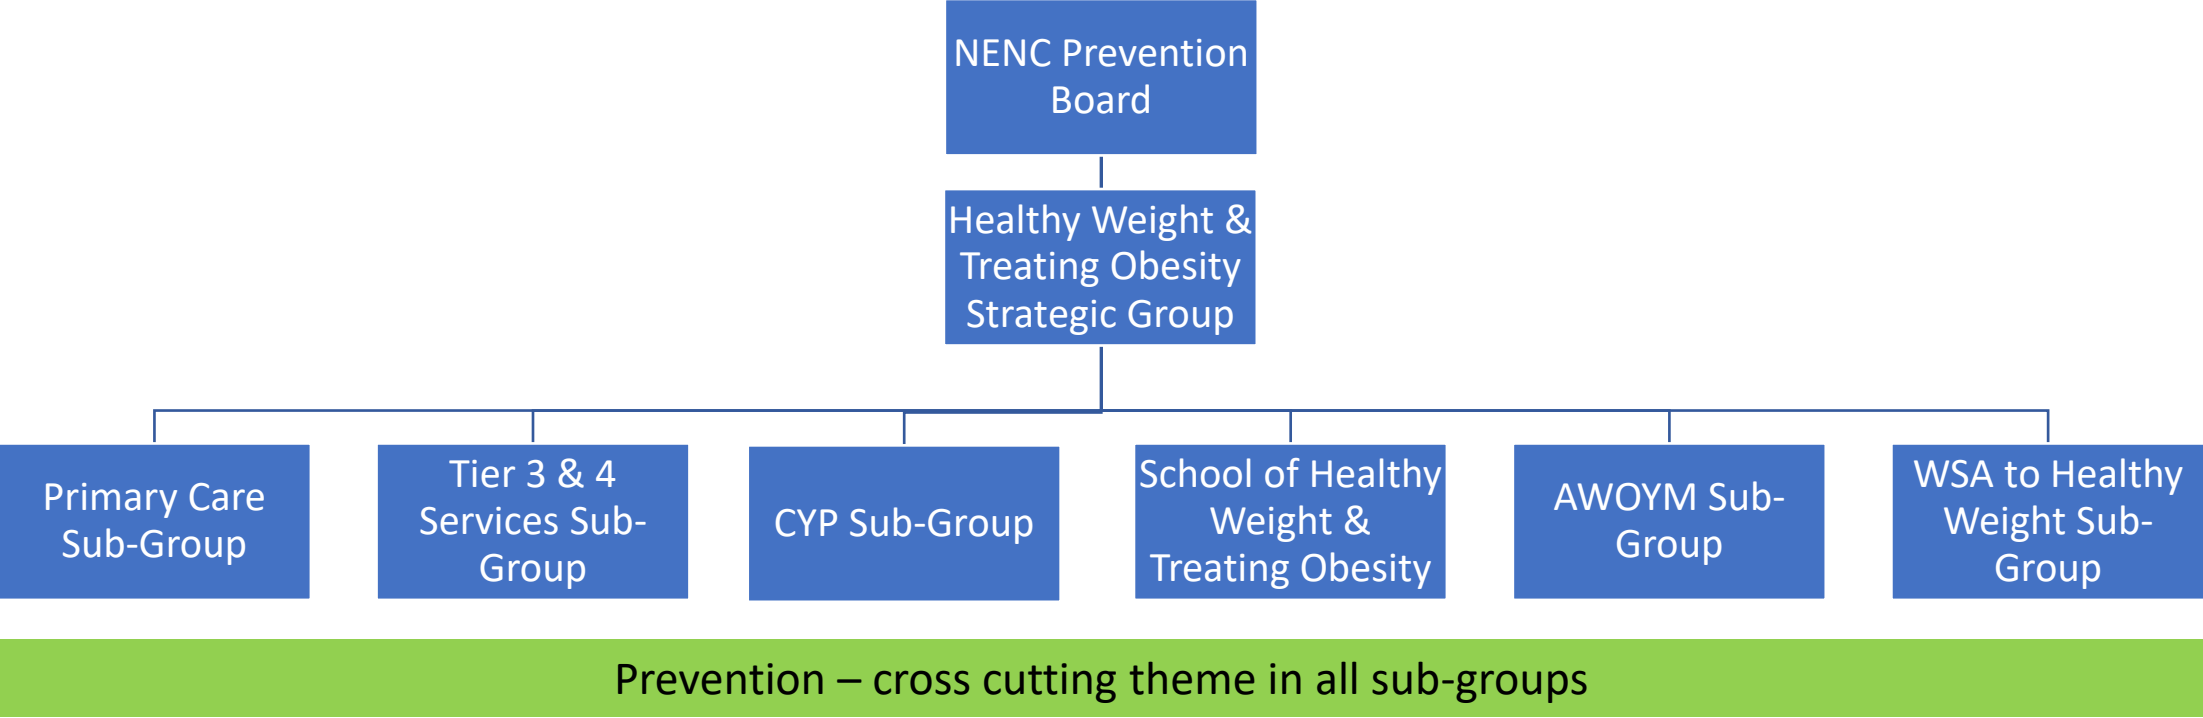 NENC Prevention
Board
Healthy Weight &
Treating Obesity
Strategic Group
Primary Care
Sub-Group
Tier 3 & 4
Services Sub-
Group
CYP Sub-Group
School of Healthy
Weight &
Treating Obesity
AWOYM Sub-
Group
WSA to Healthy
Weight Sub-
Group
Prevention – cross cutting theme in all sub-groups